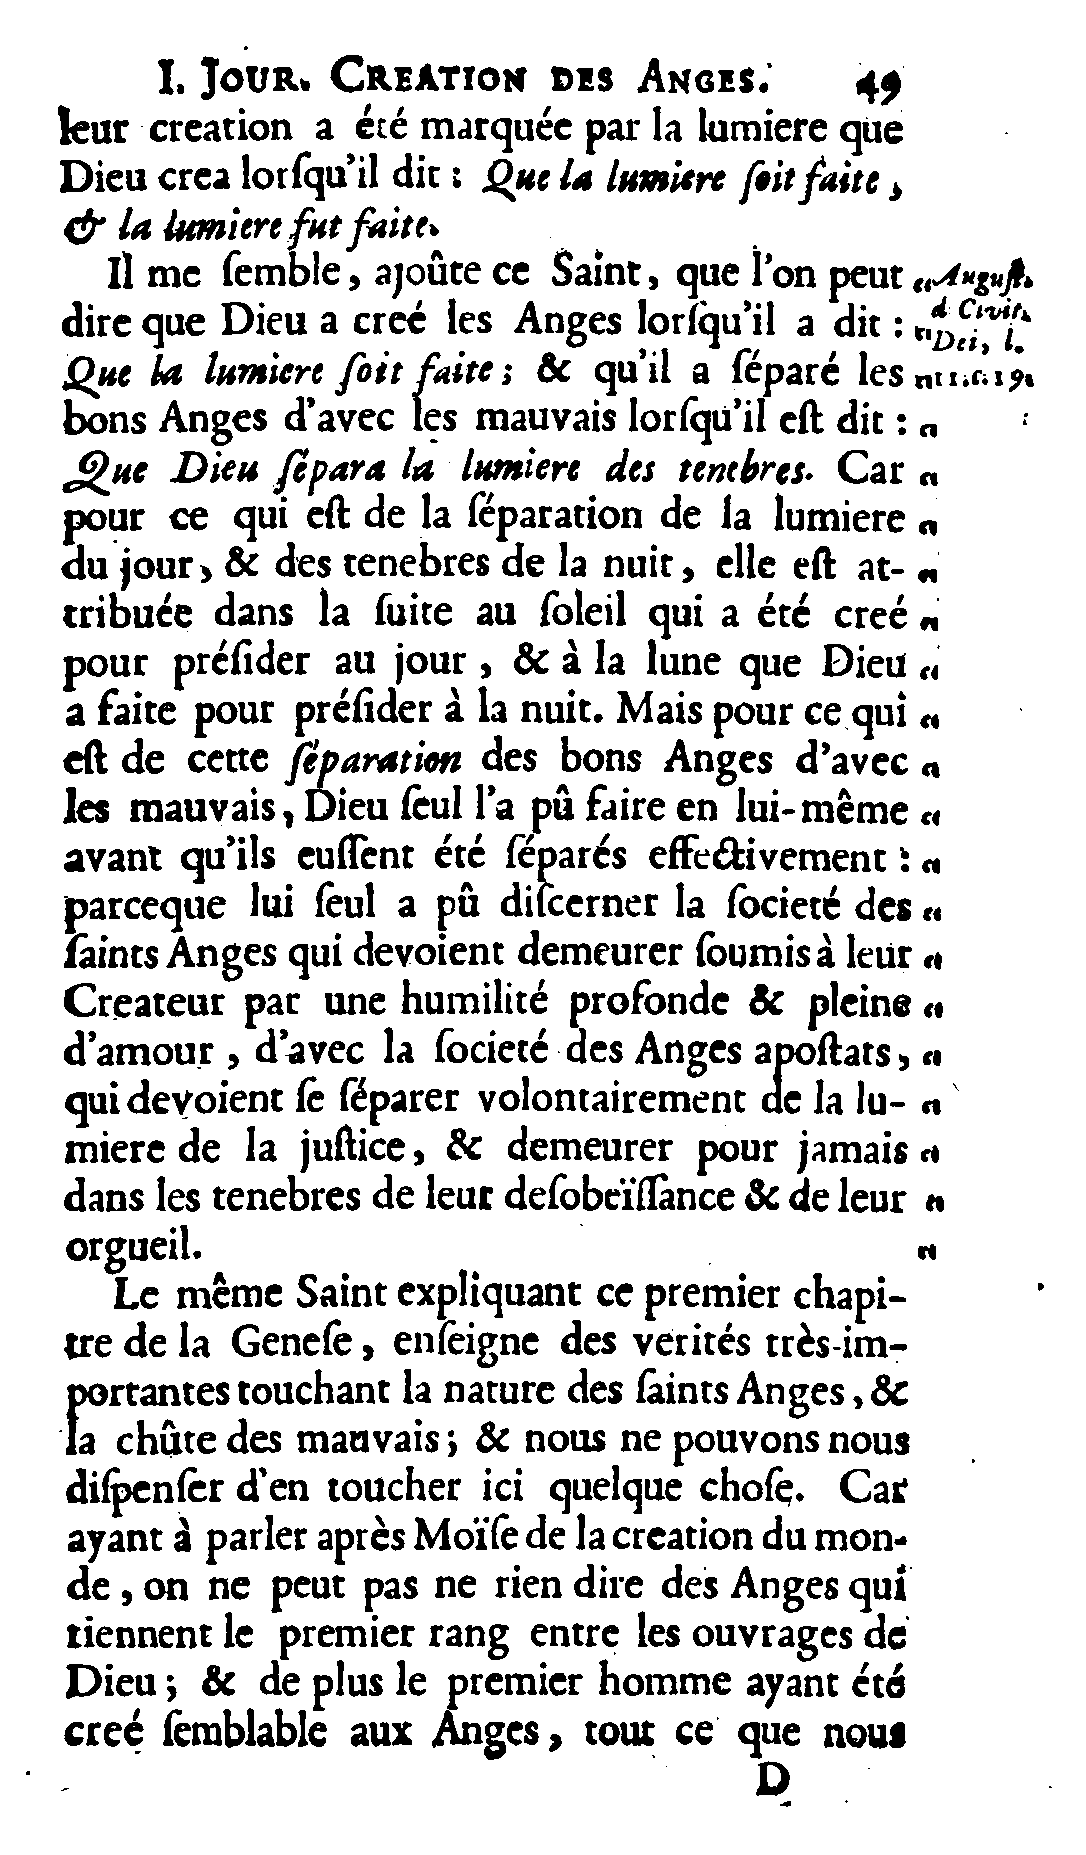 I. JOUR. CREATION DES ANGES. 49
leur creation a été marquée par la lumiere que
Dieu crea lorſqu'il dit : Que la lumiere ſoit faite,
& la lumiere fut faite.
Il me ſemble, ajoûte ce Saint, que l'on peut “ Auguſt.
dire que Dieu a creé les Anges lorſqu'il a dit : “ d Civit. Dei, l.
Que la lumiere ſoit faite ; & qu'il a ſéparé les “ 11. c. 19.
bons Anges d'avec les mauvais lorſqu'il eſt dit : “
Que Dieu ſépara la lumiere des tenebres. Car “
pour ce qui eſt de la ſéparation de la lumiere “
du jour, & des tenebres de la nuit, elle eſt at- “
tribuée dans la ſuite au ſoleil qui a été creé “
pour préſider au jour, & à la lune que Dieu “
a faite pour préſider à la nuit. Mais pour ce qui “
eſt de cette ſéparation des bons Anges d'avec “
les mauvais, Dieu ſeul l'a pû faire en lui-même “
avant qu'ils euſſent été ſéparés effectivement : “
parceque lui ſeul a pû diſcerner la ſocieté des “
ſaints Anges qui devoient demeurer ſoumis à leur “
Createur par une humilité profonde & pleine “
d'amour, d'avec la ſocieté des Anges apoſtats, “
qui devoient ſe ſéparer volontairement de la lu- “
miere de la juſtice, & demeurer pour jamais “
dans les tenebres de leur deſobeïſſance & de leur “
orgueil. “
Le même Saint expliquant ce premier chapi-
tre de la Geneſe, enſeigne des verités très-im-
portantes touchant la nature des ſaints Anges, &
la chûte des mauvais ; & nous ne pouvons nous
diſpenſer d'en toucher ici quelque choſe. Car
ayant à parler après Moïſe de la creation du mon-
de, on ne peut pas ne rien dire des Anges qui
tiennent le premier rang entre les ouvrages de
Dieu ; & de plus le premier homme ayant été
creé ſemblable aux Anges, tout ce que nous
D